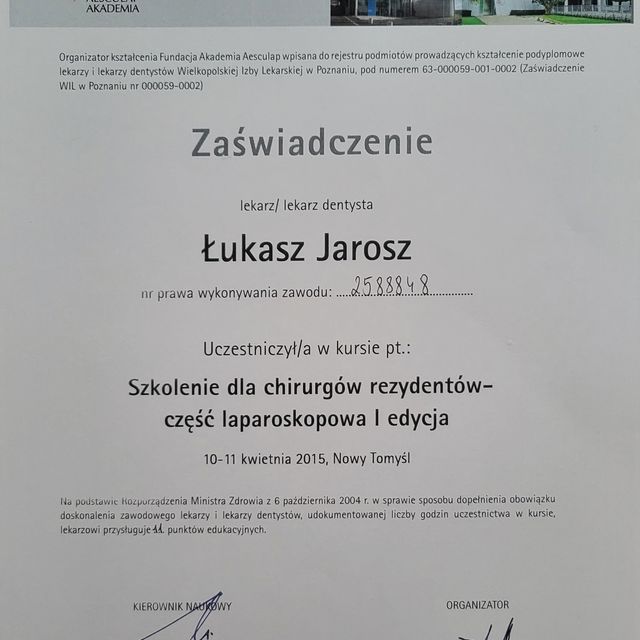 AESCULAP
AKADEMIA
Organizator kształcenia Fundacja Akademia Aesculap wpisana do rejestru podmiotów prowadzących kształcenie podyplomowe
lekarzy i lekarzy dentystów Wielkopolskiej Izby Lekarskiej w Poznaniu, pod numerem 63-000059-001-0002 (Zaświadczenie
WIL w Poznaniu nr 000059-0002)
Zaświadczenie
lekarz/ lekarz dentysta
Łukasz Jarosz
nr prawa wykonywania zawodu: 2588848
Uczestniczył/a w kursie pt.:
Szkolenie dla chirurgów rezydentów-
część laparoskopowa I edycja
10-11 kwietnia 2015, Nowy Tomyśl
Na podstawie Rozporządzenia Ministra Zdrowia z 6 października 2004 r. w sprawie sposobu dopełnienia obowiązku
doskonalenia zawodowego lekarzy i lekarzy dentystów, udokumentowanej liczby godzin uczestnictwa w kursie,
lekarzowi przysługuje 11. punktów edukacyjnych.
KIEROWNIK NAUKOWY
ORGANIZATOR